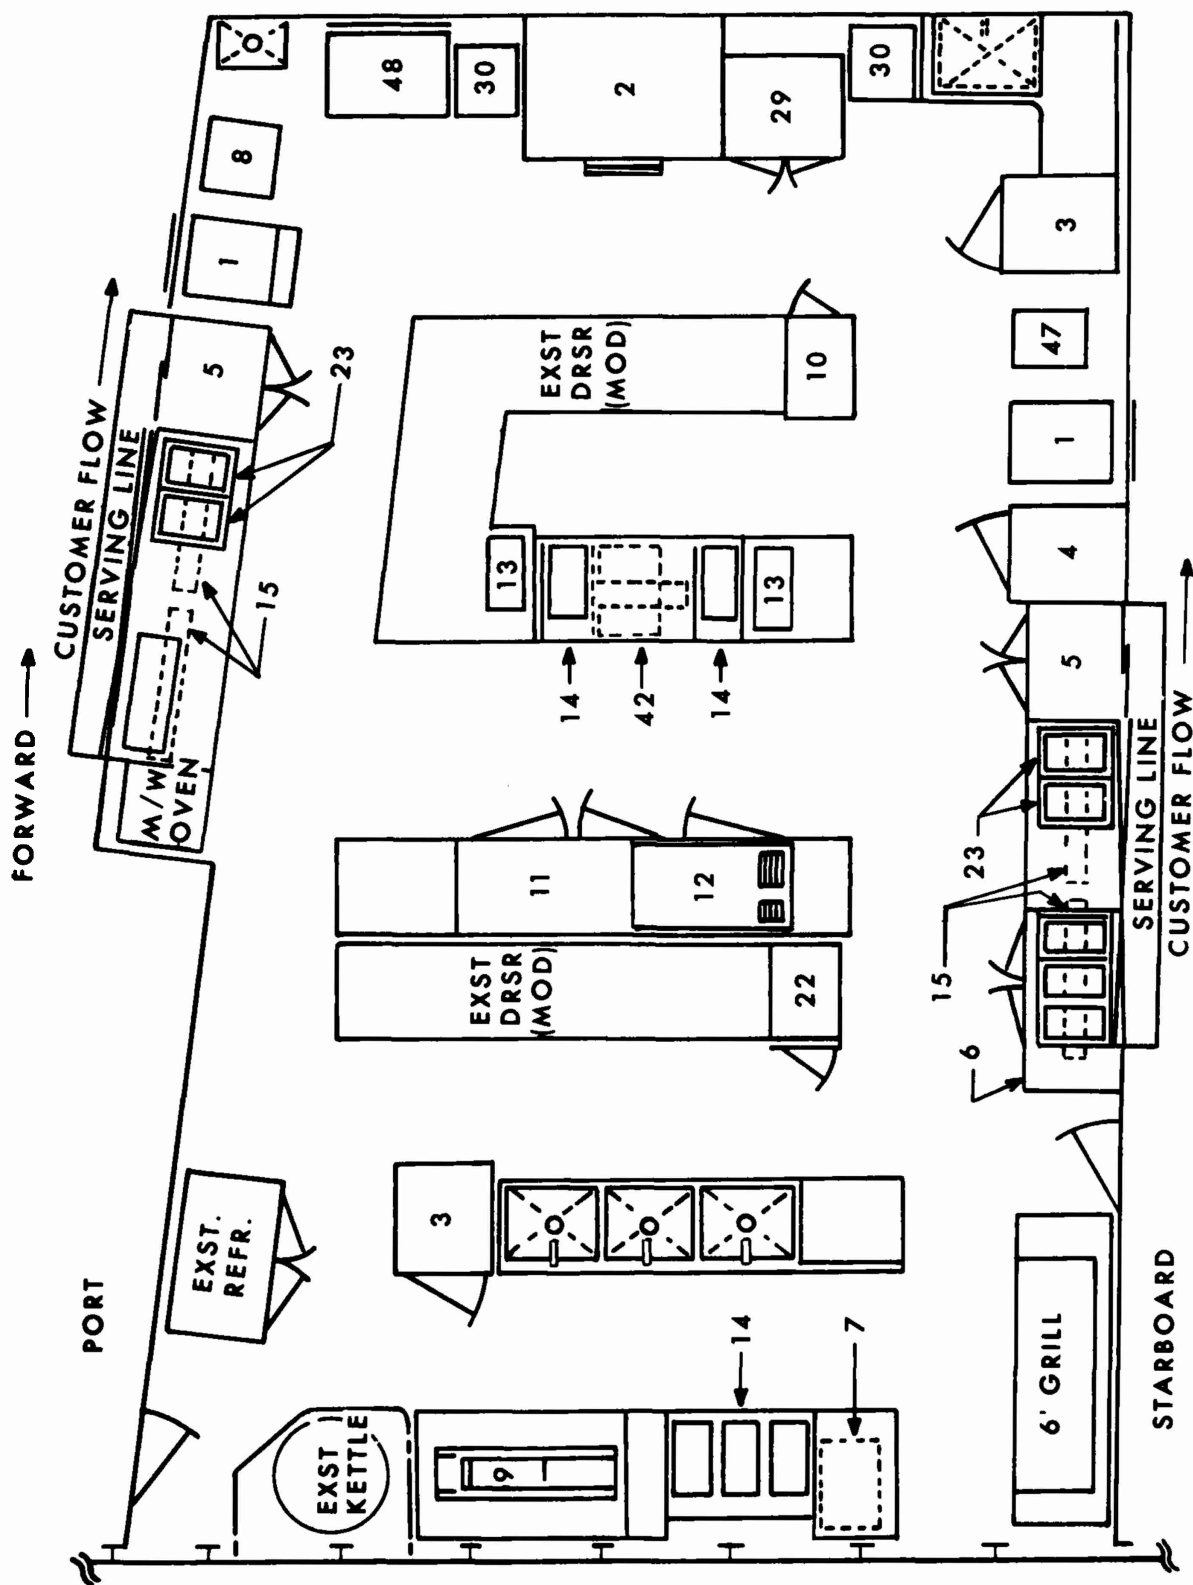 FORWARD
PORT
CUSTOMER FLOW
SERVING LINE
M/W
OVEN
15
23
5
1
8
48
30
2
29
30
EXST.
REFR.
EXST
KETTLE
9
14
7
3
EXST
DRSR
(MOD)
22
11
12
14
42
14
13
13
EXST
DRSR
(MOD)
10
6' GRILL
6
15
23
5
4
1
47
3
SERVING LINE
CUSTOMER FLOW
STARBOARD